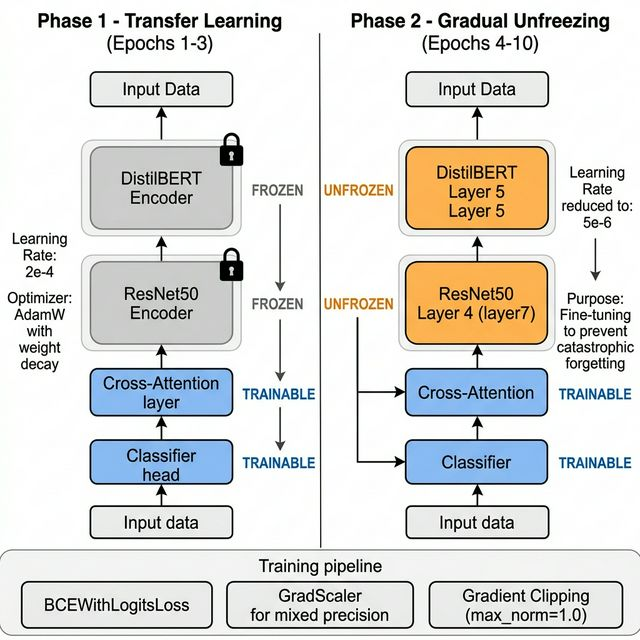 Phase 1 - Transfer Learning
(Epochs 1-3)
Input Data
DistilBERT
Encoder
FROZEN
Learning
Rate:
2e-4
Optimizer:
AdamW
with
weight
decay
ResNet50
Encoder
FROZEN
Cross-Attention
layer
TRAINABLE
Classifier
head
TRAINABLE
Input data
Phase 2 - Gradual Unfreezing
(Epochs 4-10)
Input Data
UNFROZEN
DistilBERT
Layer 5
Layer 5
Learning
Rate
reduced to:
5e-6
UNFROZEN
ResNet50
Layer 4 (layer7)
Purpose:
Fine-tuning
to prevent
catastrophic
forgetting
Cross-Attention
TRAINABLE
Classifier
TRAINABLE
Input data
Training pipeline
BCEWithLogitsLoss
GradScaler
for mixed precision
Gradient Clipping
(max_norm=1.0)